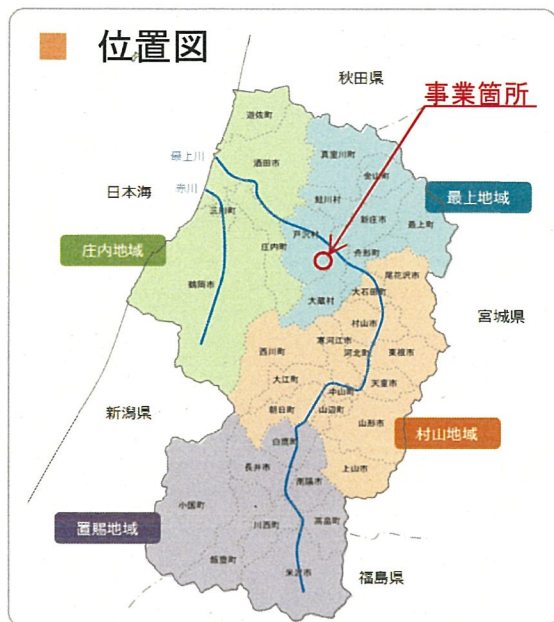 位置図
秋田県
事業箇所
遊佐町
真室川町
金山町
最上川
酒田市
日本海
赤川
鮭川村
最上地域
三川町
新庄市
最上町
戸沢村
庄内地域
庄内町
舟形町
尾花沢市
鶴岡市
大石田町
大蔵村
宮城県
村山市
寒河江市
西川町
河北町
東根市
大江町
天童市
中山町
新潟県
朝日町
山辺町
山形市
村山地域
白鷹町
長井市
上山市
南陽市
小国町
置賜地域
川西町
高畠町
飯豊町
米沢市
福島県